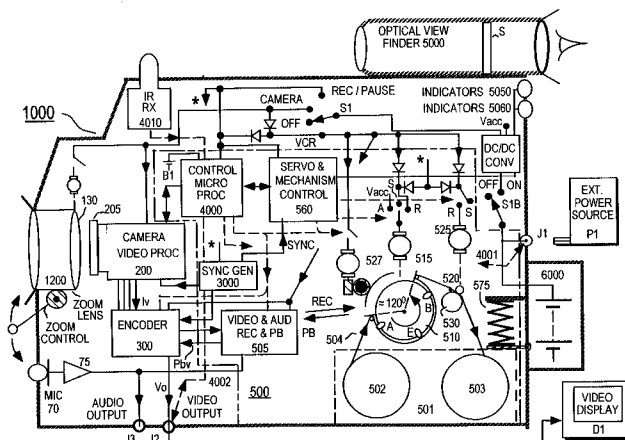 OPTICAL VIEW
FINDER 5000
S
INDICATORS 5050
INDICATORS 5060
IR
RX
4010
1000
*
REC / PAUSE
CAMERA
S1
OFF
VCR
Vacc
DC/DC
CONV
OFF
ON
S1B
B1
CONTROL
MICRO
PROC
4000
SERVO &
MECHANISM
CONTROL
560
*
S
Vacc
A
R
R
S
EXT.
POWER
SOURCE
P1
J1
130
205
CAMERA
VIDEO PROC
200
*
SYNC
SYNC GEN
3000
527
515
525
4001
520
575
6000
1200
ZOOM
LENS
ZOOM
CONTROL
Iv
ENCODER
300
VIDEO & AUD
REC & PB
505
REC
PB
≈120°
A
B
E
504
530
510
Pbv
75
MIC
70
Vo
4002
500
502
501
503
AUDIO
OUTPUT
VIDEO
OUTPUT
J3
J2
VIDEO
DISPLAY
D1